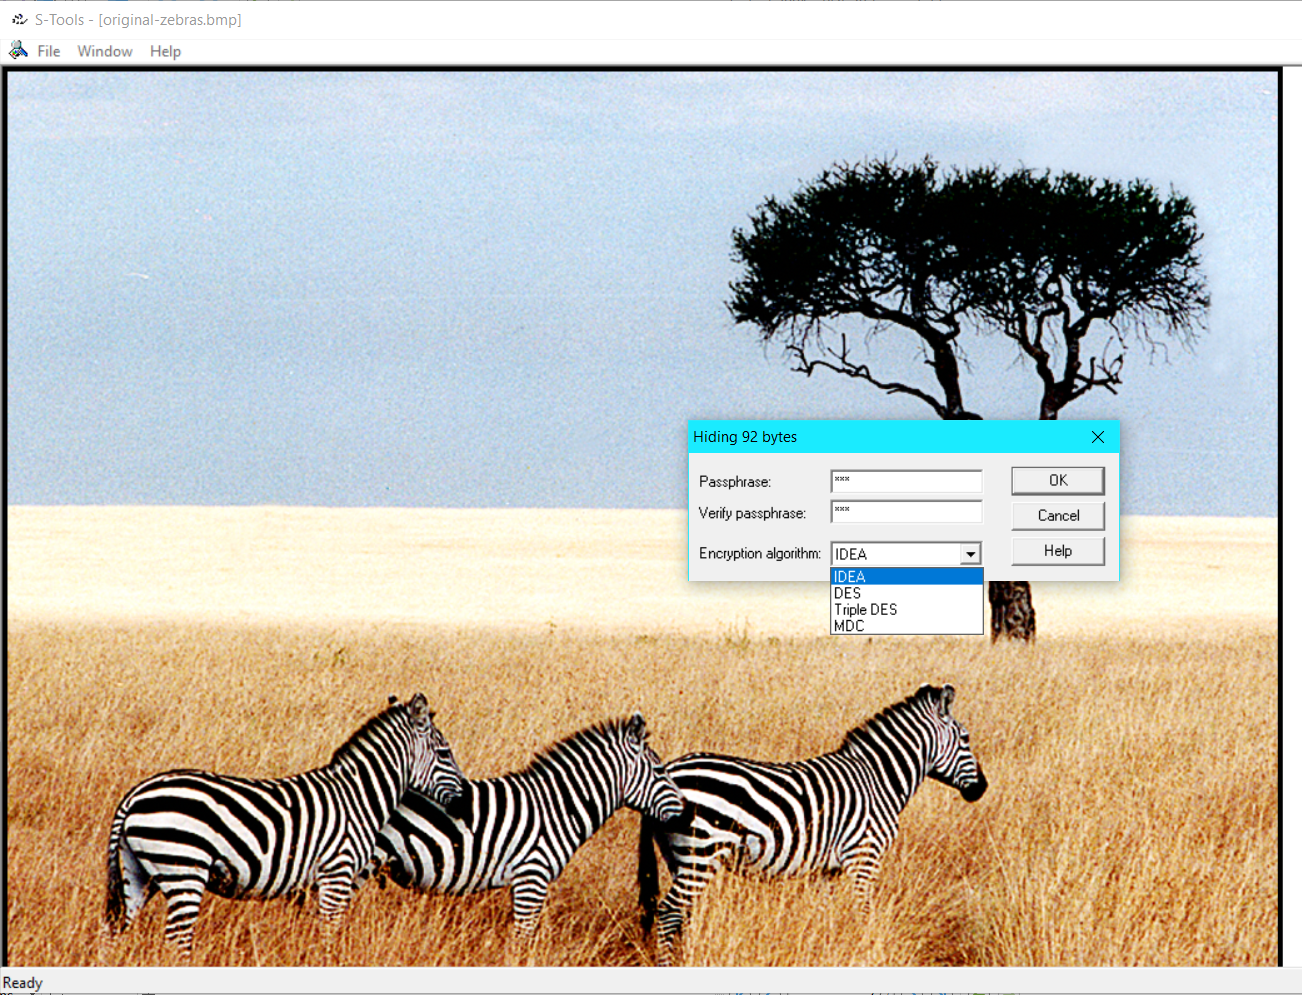 S-Tools - [original-zebras.bmp]
File Window Help
Hiding 92 bytes
Passphrase: ***
OK
Verify passphrase: ***
Cancel
Encryption algorithm: IDEA
Help
IDEA
DES
Triple DES
MDC
Ready